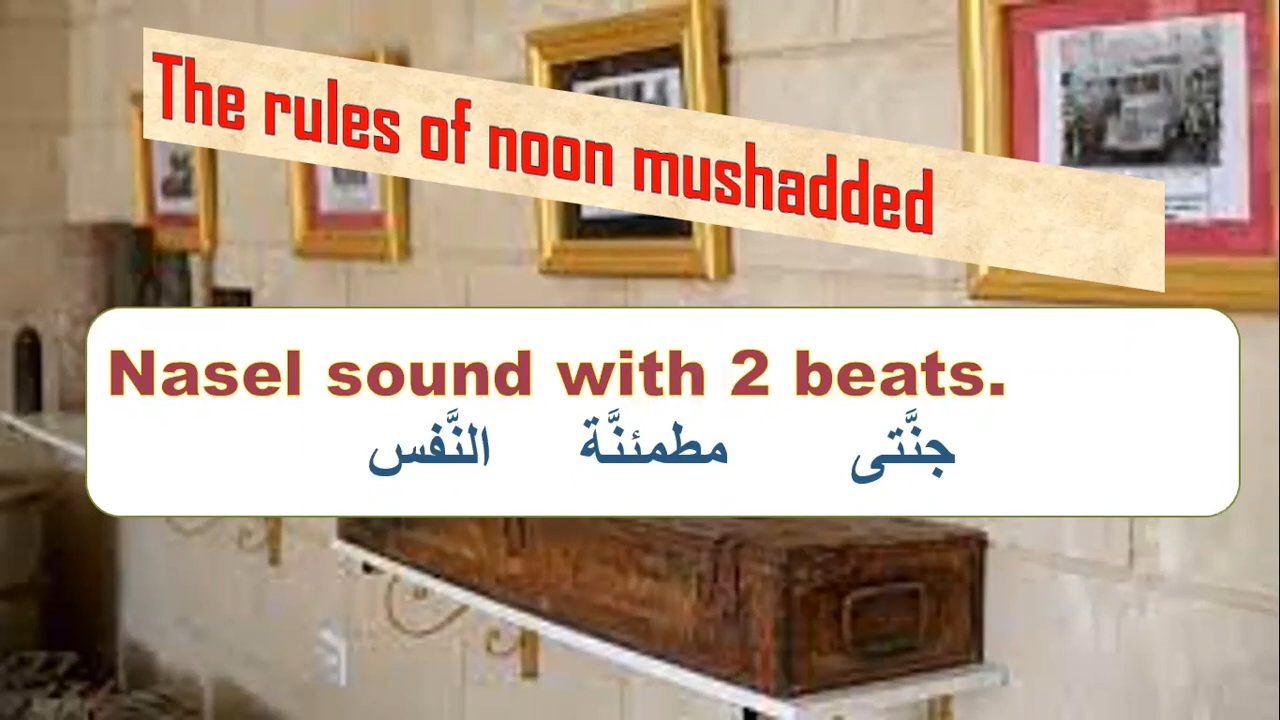 The rules of noon mushadded
Nasel sound with 2 beats.
جنَّتى مطمئنَّة النَّفس